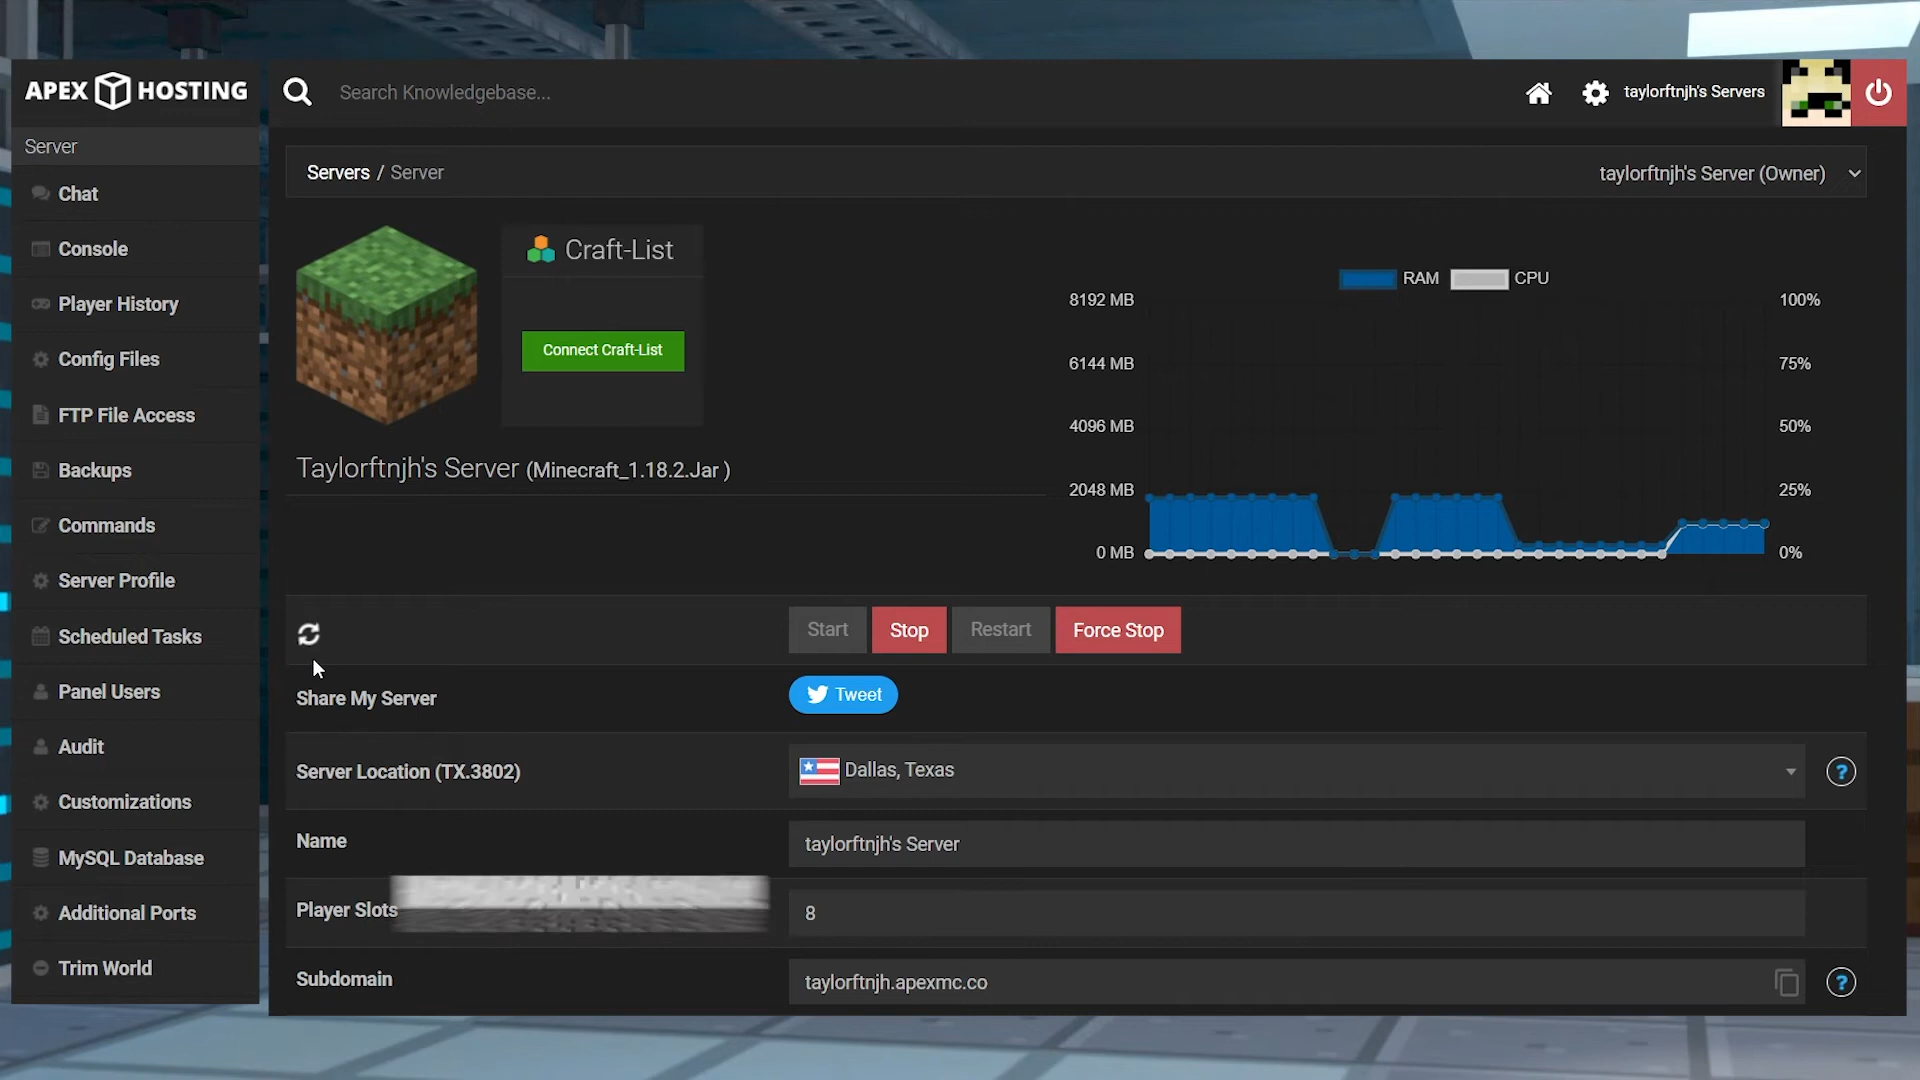 APEX HOSTING
Search Knowledgebase...
taylorftnjh's Servers
Server
Chat
Console
Player History
Config Files
FTP File Access
Backups
Commands
Server Profile
Scheduled Tasks
Panel Users
Audit
Customizations
MySQL Database
Additional Ports
Trim World
Servers / Server
taylorftnjh's Server (Owner)
Craft-List
Connect Craft-List
Taylorftnjh's Server (Minecraft_1.18.2.Jar )
RAM CPU
8192 MB 100%
6144 MB 75%
4096 MB 50%
2048 MB 25%
0 MB 0%
Start Stop Restart Force Stop
Share My Server Tweet
Server Location (TX.3802) Dallas, Texas ?
Name taylorftnjh's Server
Player Slots 8
Subdomain taylorftnjh.apexmc.co ?